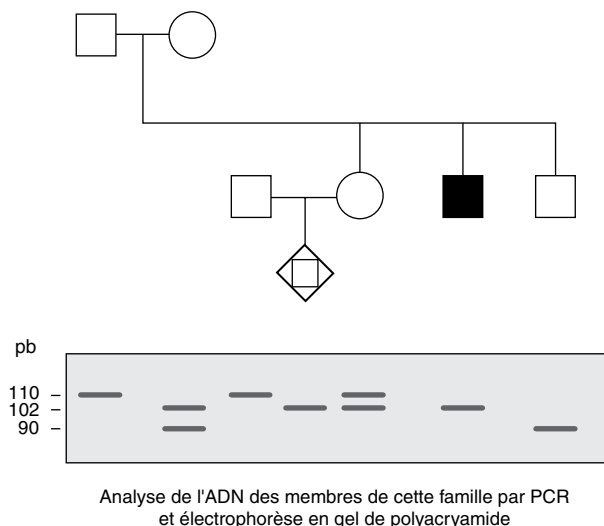 pb
110
102
90
Analyse de l'ADN des membres de cette famille par PCR
et électrophorèse en gel de polyacryamide